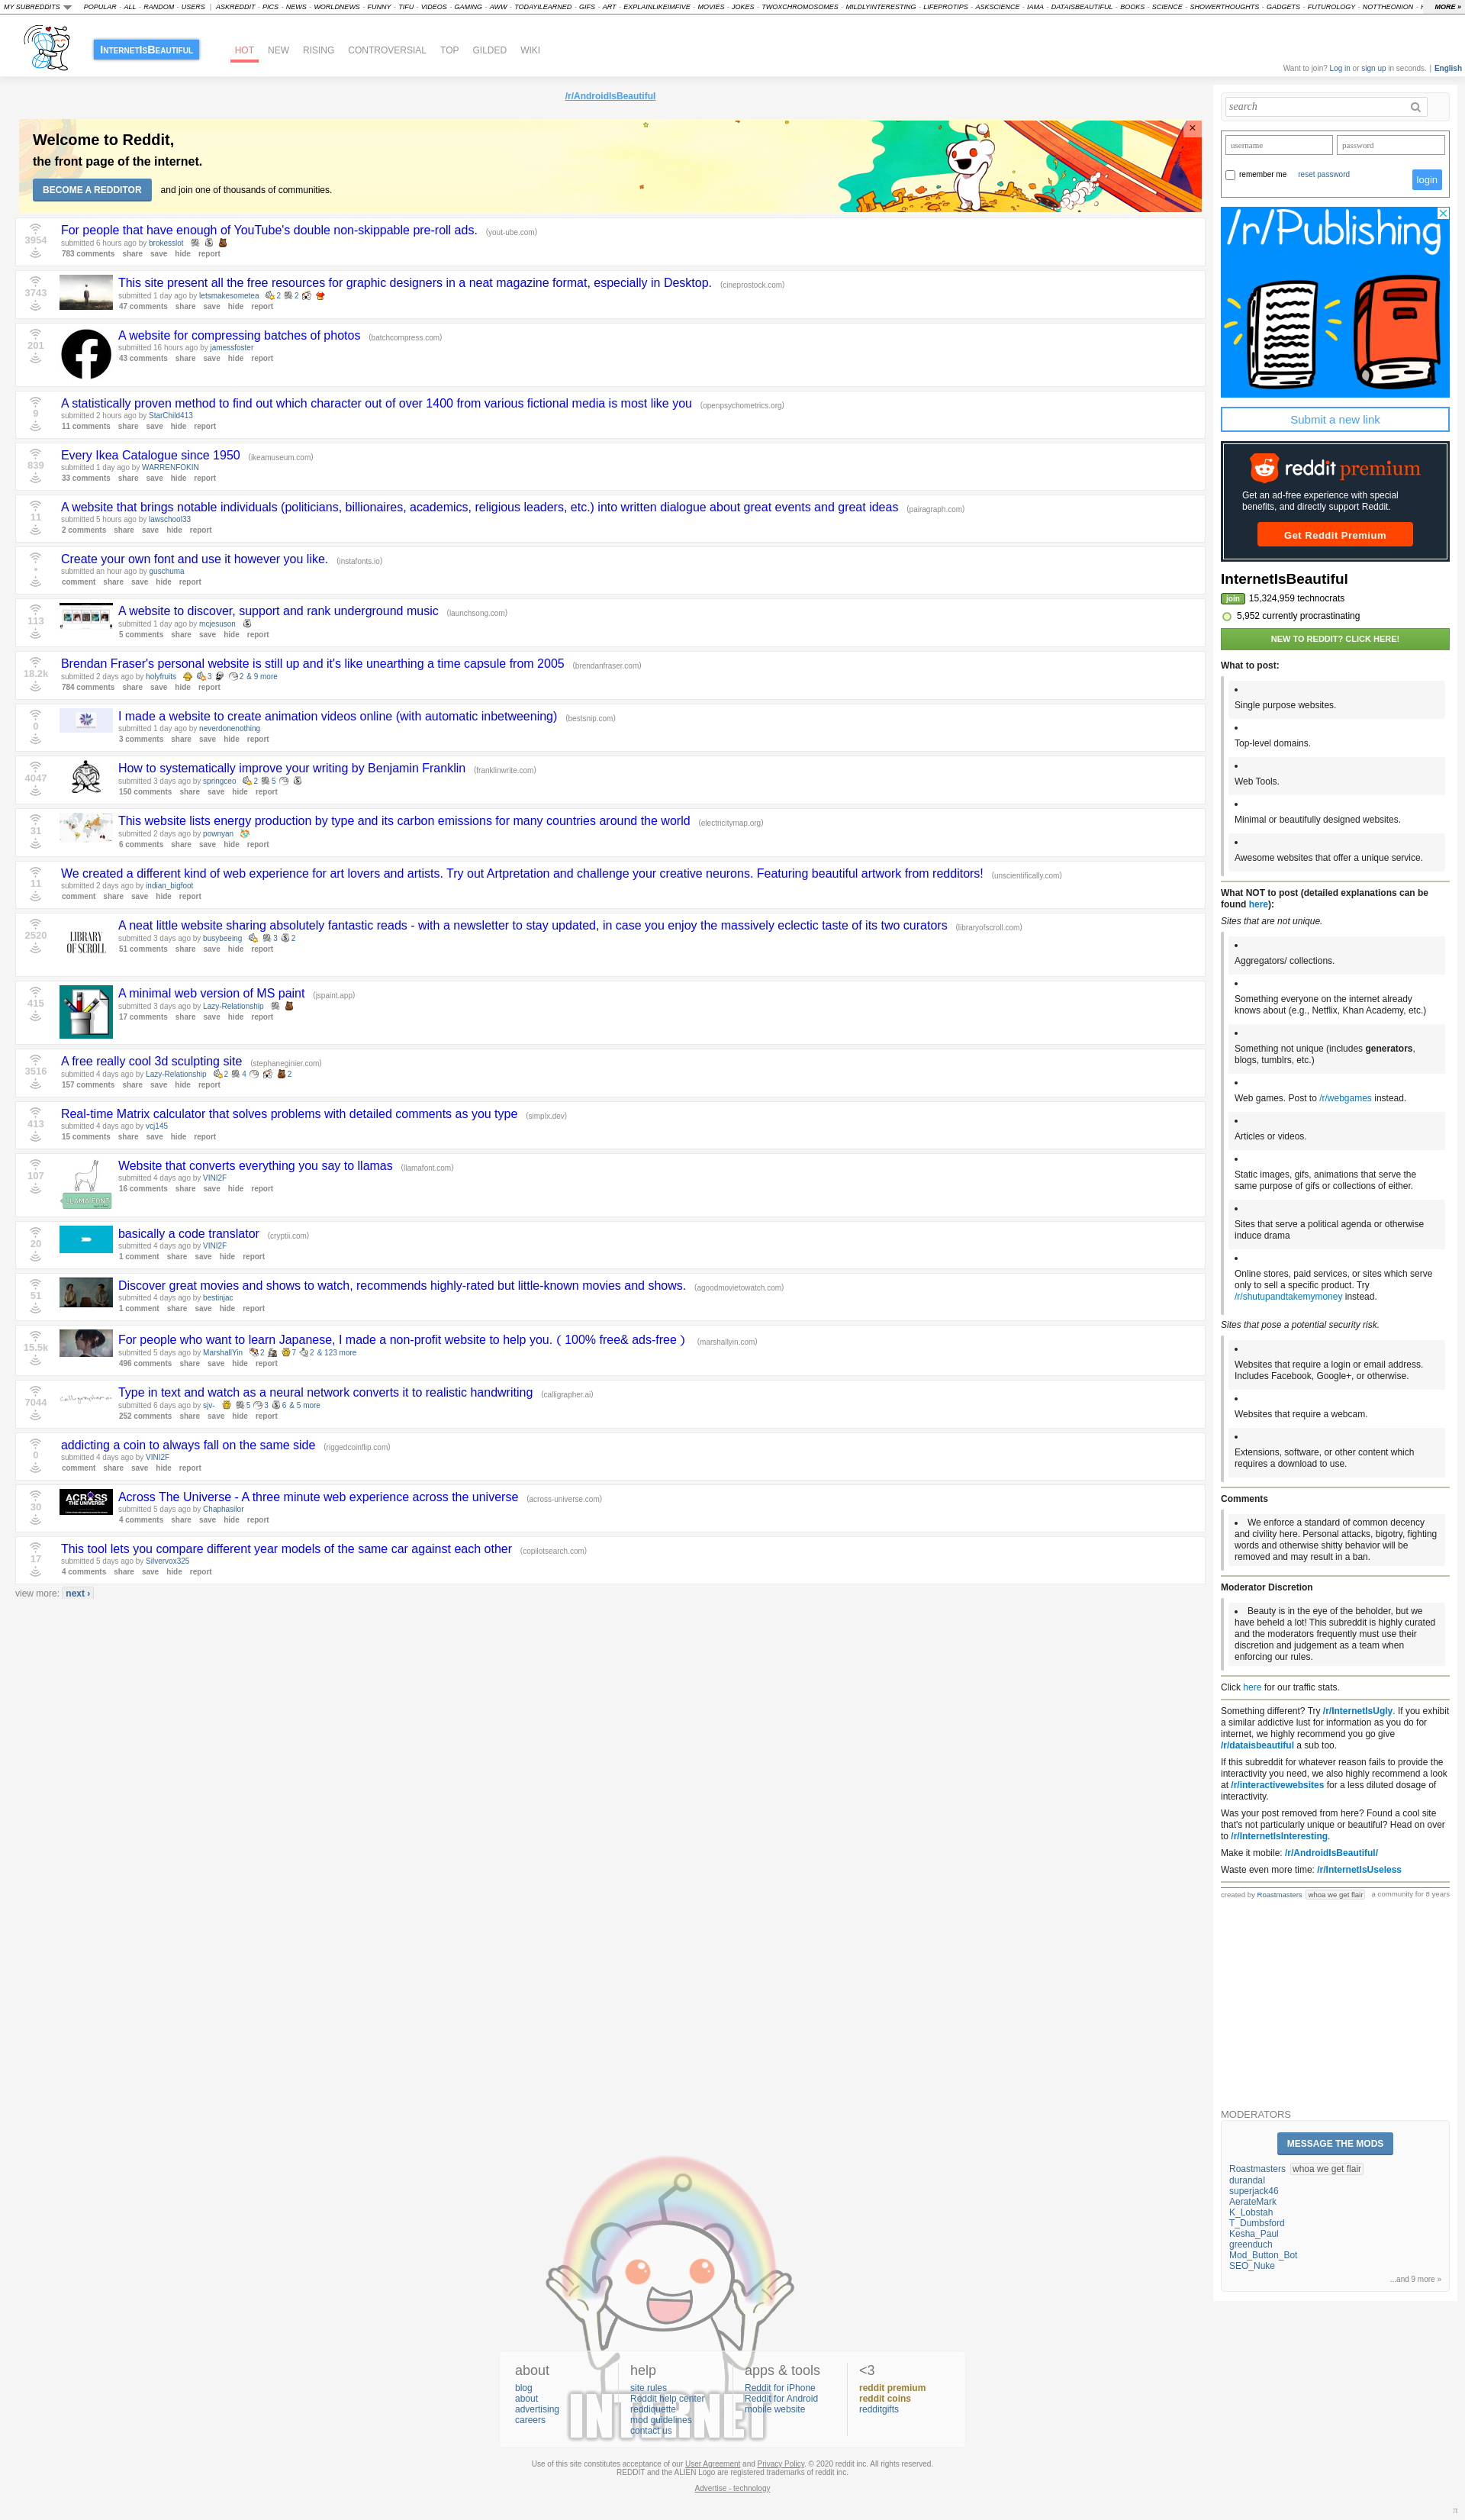 MY SUBREDDITS POPULAR - ALL - RANDOM - USERS | ASKREDDIT - PICS - NEWS - WORLDNEWS - FUNNY - TIFU - VIDEOS - GAMING - AWW - TODAYILEARNED - GIFS - ART - EXPLAINLIKEIMFIVE - MOVIES - JOKES - TWOXCHROMOSOMES - MILDLYINTERESTING - LIFEPROTIPS - ASKSCIENCE - IAMA - DATAISBEAUTIFUL - BOOKS - SCIENCE - SHOWERTHOUGHTS - GADGETS - FUTUROLOGY - NOTTHEONION - MORE »
InternetIsBeautiful HOT NEW RISING CONTROVERSIAL TOP GILDED WIKI
Want to join? Log in or sign up in seconds. | English
/r/AndroidIsBeautiful
Welcome to Reddit,
the front page of the internet.
BECOME A REDDITOR and join one of thousands of communities.
3954
For people that have enough of YouTube's double non-skippable pre-roll ads. (yout-ube.com)
submitted 6 hours ago by brokesslot
783 comments share save hide report
3743
This site present all the free resources for graphic designers in a neat magazine format, especially in Desktop. (cineprostock.com)
submitted 1 day ago by letsmakesometea 2 2
47 comments share save hide report
201
A website for compressing batches of photos (batchcompress.com)
submitted 16 hours ago by jamessfoster
43 comments share save hide report
9
A statistically proven method to find out which character out of over 1400 from various fictional media is most like you (openpsychometrics.org)
submitted 2 hours ago by StarChild413
11 comments share save hide report
839
Every Ikea Catalogue since 1950 (ikeamuseum.com)
submitted 1 day ago by WARRENFOKIN
33 comments share save hide report
11
A website that brings notable individuals (politicians, billionaires, academics, religious leaders, etc.) into written dialogue about great events and great ideas (pairagraph.com)
submitted 5 hours ago by lawschool33
2 comments share save hide report
•
Create your own font and use it however you like. (instafonts.io)
submitted an hour ago by guschuma
comment share save hide report
113
A website to discover, support and rank underground music (launchsong.com)
submitted 1 day ago by mcjesuson
5 comments share save hide report
18.2k
Brendan Fraser's personal website is still up and it's like unearthing a time capsule from 2005 (brendanfraser.com)
submitted 2 days ago by holyfruits 3 2 & 9 more
784 comments share save hide report
0
I made a website to create animation videos online (with automatic inbetweening) (bestsnip.com)
submitted 1 day ago by neverdonenothing
3 comments share save hide report
4047
How to systematically improve your writing by Benjamin Franklin (franklinwrite.com)
submitted 3 days ago by springceo 2 5
150 comments share save hide report
31
This website lists energy production by type and its carbon emissions for many countries around the world (electricitymap.org)
submitted 2 days ago by pownyan
6 comments share save hide report
11
We created a different kind of web experience for art lovers and artists. Try out Artpretation and challenge your creative neurons. Featuring beautiful artwork from redditors! (unscientifically.com)
submitted 2 days ago by indian_bigfoot
comment share save hide report
2520
LIBRARY OF SCROLL
A neat little website sharing absolutely fantastic reads - with a newsletter to stay updated, in case you enjoy the massively eclectic taste of its two curators (libraryofscroll.com)
submitted 3 days ago by busybeeing 3 2
51 comments share save hide report
415
A minimal web version of MS paint (jspaint.app)
submitted 3 days ago by Lazy-Relationship
17 comments share save hide report
3516
A free really cool 3d sculpting site (stephaneginier.com)
submitted 4 days ago by Lazy-Relationship 2 4 2
157 comments share save hide report
413
Real-time Matrix calculator that solves problems with detailed comments as you type (simplx.dev)
submitted 4 days ago by vcj145
15 comments share save hide report
107
LAMA FONT
Website that converts everything you say to llamas (llamafont.com)
submitted 4 days ago by VINI2F
16 comments share save hide report
20
basically a code translator (cryptii.com)
submitted 4 days ago by VINI2F
1 comment share save hide report
51
Discover great movies and shows to watch, recommends highly-rated but little-known movies and shows. (agoodmovietowatch.com)
submitted 4 days ago by bestinjac
1 comment share save hide report
15.5k
For people who want to learn Japanese, I made a non-profit website to help you.（100% free& ads-free） (marshallyin.com)
submitted 5 days ago by MarshallYin 2 7 2 & 123 more
496 comments share save hide report
7044
Calligrapher.ai
Type in text and watch as a neural network converts it to realistic handwriting (calligrapher.ai)
submitted 6 days ago by sjv- 5 3 6 & 5 more
252 comments share save hide report
0
addicting a coin to always fall on the same side (riggedcoinflip.com)
submitted 4 days ago by VINI2F
comment share save hide report
30
ACROSS THE UNIVERSE
Across The Universe - A three minute web experience across the universe (across-universe.com)
submitted 5 days ago by Chaphasilor
4 comments share save hide report
17
This tool lets you compare different year models of the same car against each other (copilotsearch.com)
submitted 5 days ago by Silvervox325
4 comments share save hide report
view more: next ›
search
username password
remember me reset password login
/r/Publishing
Submit a new link
reddit premium
Get an ad-free experience with special
benefits, and directly support Reddit.
Get Reddit Premium
InternetIsBeautiful
join 15,324,959 technocrats
5,952 currently procrastinating
NEW TO REDDIT? CLICK HERE!
What to post:
• Single purpose websites.
• Top-level domains.
• Web Tools.
• Minimal or beautifully designed websites.
• Awesome websites that offer a unique service.
What NOT to post (detailed explanations can be
found here):
Sites that are not unique.
• Aggregators/ collections.
• Something everyone on the internet already
knows about (e.g., Netflix, Khan Academy, etc.)
• Something not unique (includes generators,
blogs, tumblrs, etc.)
• Web games. Post to /r/webgames instead.
• Articles or videos.
• Static images, gifs, animations that serve the
same purpose of gifs or collections of either.
• Sites that serve a political agenda or otherwise
induce drama
• Online stores, paid services, or sites which serve
only to sell a specific product. Try
/r/shutupandtakemymoney instead.
Sites that pose a potential security risk.
• Websites that require a login or email address.
Includes Facebook, Google+, or otherwise.
• Websites that require a webcam.
• Extensions, software, or other content which
requires a download to use.
Comments
• We enforce a standard of common decency
and civility here. Personal attacks, bigotry, fighting
words and otherwise shitty behavior will be
removed and may result in a ban.
Moderator Discretion
• Beauty is in the eye of the beholder, but we
have beheld a lot! This subreddit is highly curated
and the moderators frequently must use their
discretion and judgement as a team when
enforcing our rules.
Click here for our traffic stats.
Something different? Try /r/InternetIsUgly. If you exhibit
a similar addictive lust for information as you do for
internet, we highly recommend you go give
/r/dataisbeautiful a sub too.
If this subreddit for whatever reason fails to provide the
interactivity you need, we also highly recommend a look
at /r/interactivewebsites for a less diluted dosage of
interactivity.
Was your post removed from here? Found a cool site
that's not particularly unique or beautiful? Head on over
to /r/InternetIsInteresting.
Make it mobile: /r/AndroidIsBeautiful/
Waste even more time: /r/InternetIsUseless
created by Roastmasters whoa we get flair a community for 8 years
MODERATORS
MESSAGE THE MODS
Roastmasters whoa we get flair
durandal
superjack46
AerateMark
K_Lobstah
T_Dumbsford
Kesha_Paul
greenduch
Mod_Button_Bot
SEO_Nuke
...and 9 more »
INTERNET
about
blog
about
advertising
careers
help
site rules
Reddit help center
reddiquette
mod guidelines
contact us
apps & tools
Reddit for iPhone
Reddit for Android
mobile website
<3
reddit premium
reddit coins
redditgifts
Use of this site constitutes acceptance of our User Agreement and Privacy Policy. © 2020 reddit inc. All rights reserved.
REDDIT and the ALIEN Logo are registered trademarks of reddit inc.
Advertise - technology
π